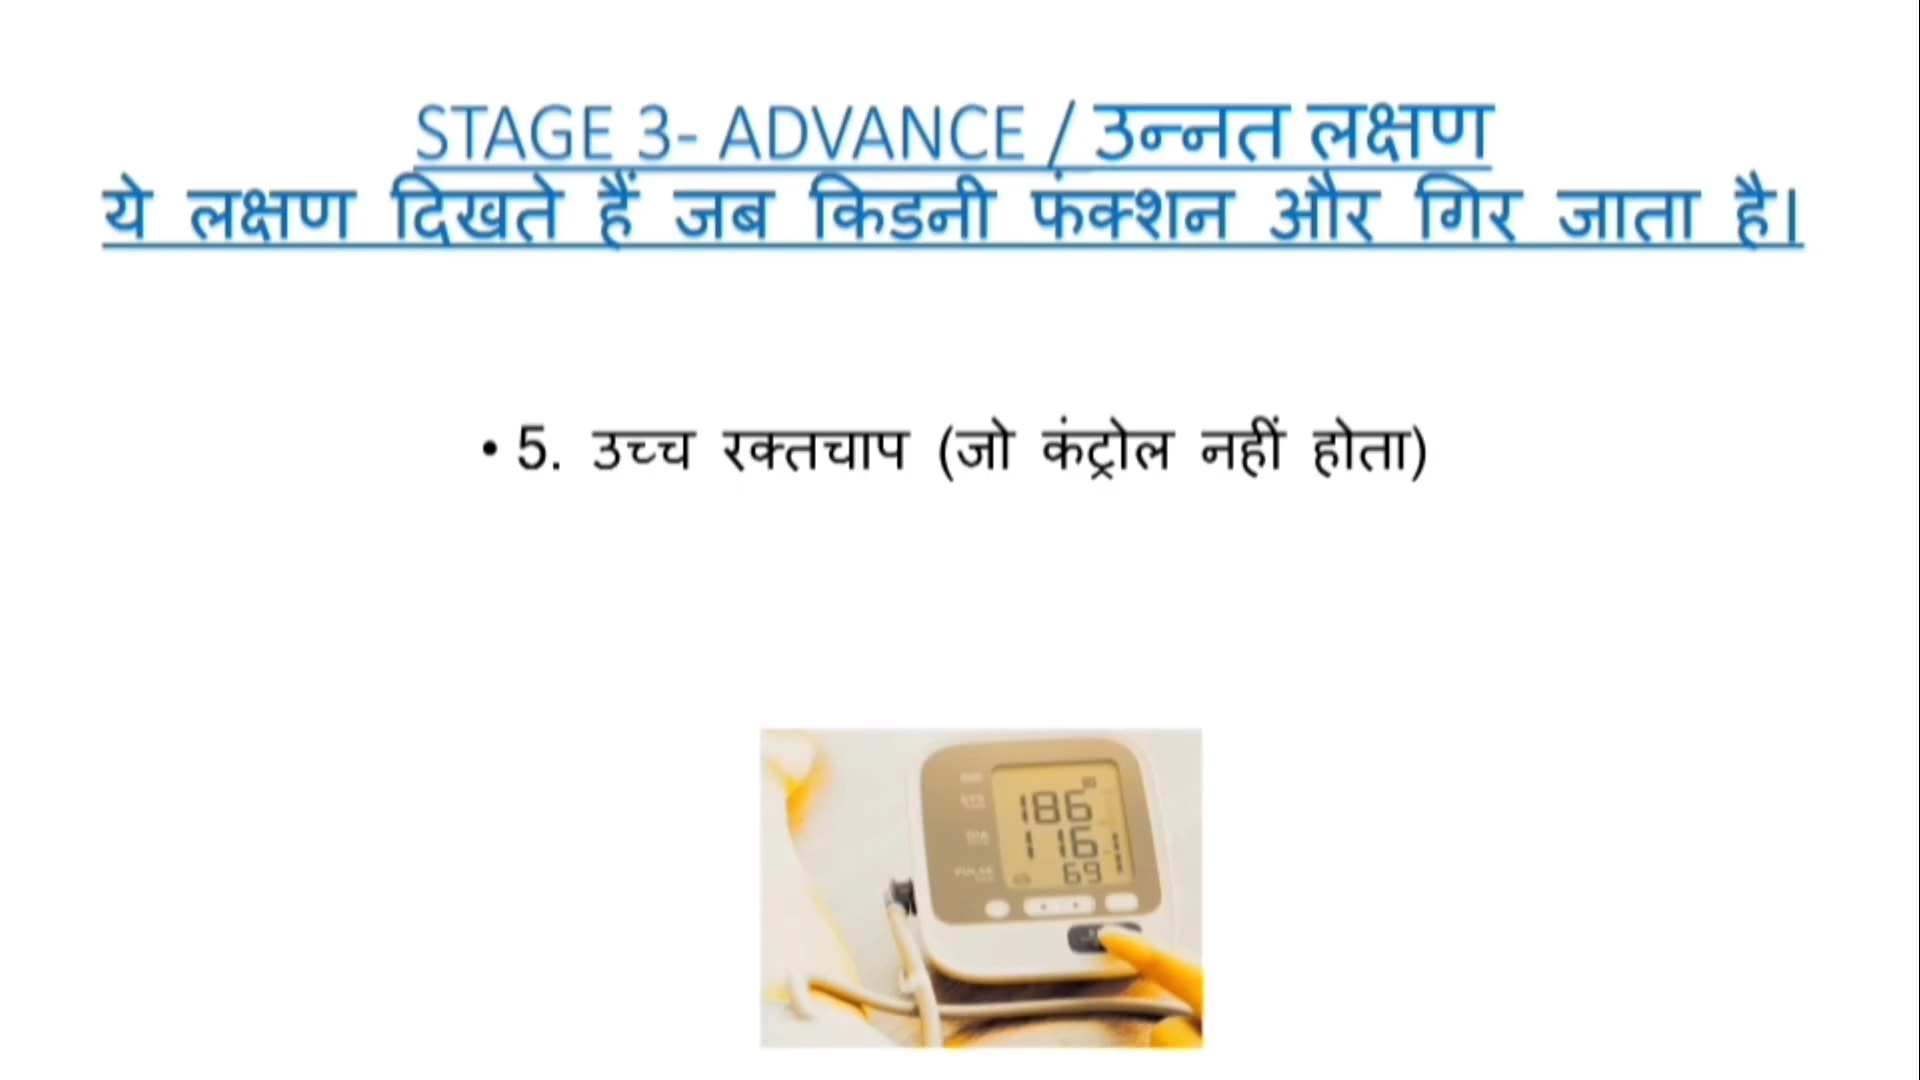 STAGE 3- ADVANCE / उन्नत लक्षण
ये लक्षण दिखते हैं जब किडनी फंक्शन और गिर जाता है।
• 5. उच्च रक्तचाप (जो कंट्रोल नहीं होता)
186
116
69